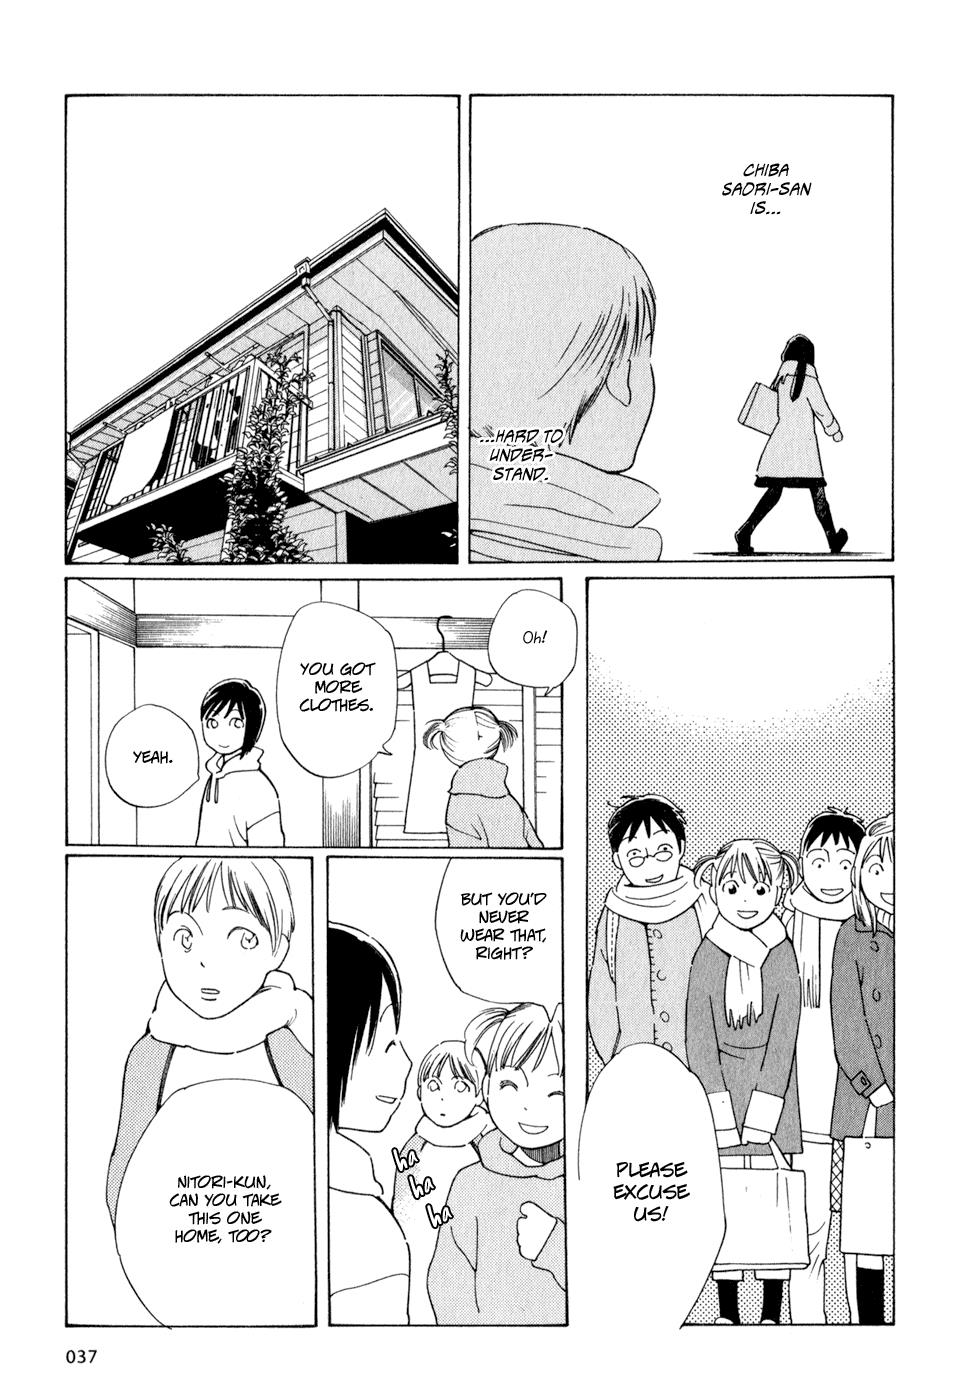 CHIBA
SAORI-SAN
IS...
...HARD TO
UNDER-
STAND.
PLEASE
EXCUSE
US!
Oh!
YOU GOT
MORE
CLOTHES.
YEAH.
BUT YOU'D
NEVER
WEAR THAT,
RIGHT?
ha
ha
ha
NITORI-KUN,
CAN YOU TAKE
THIS ONE
HOME, TOO?
037